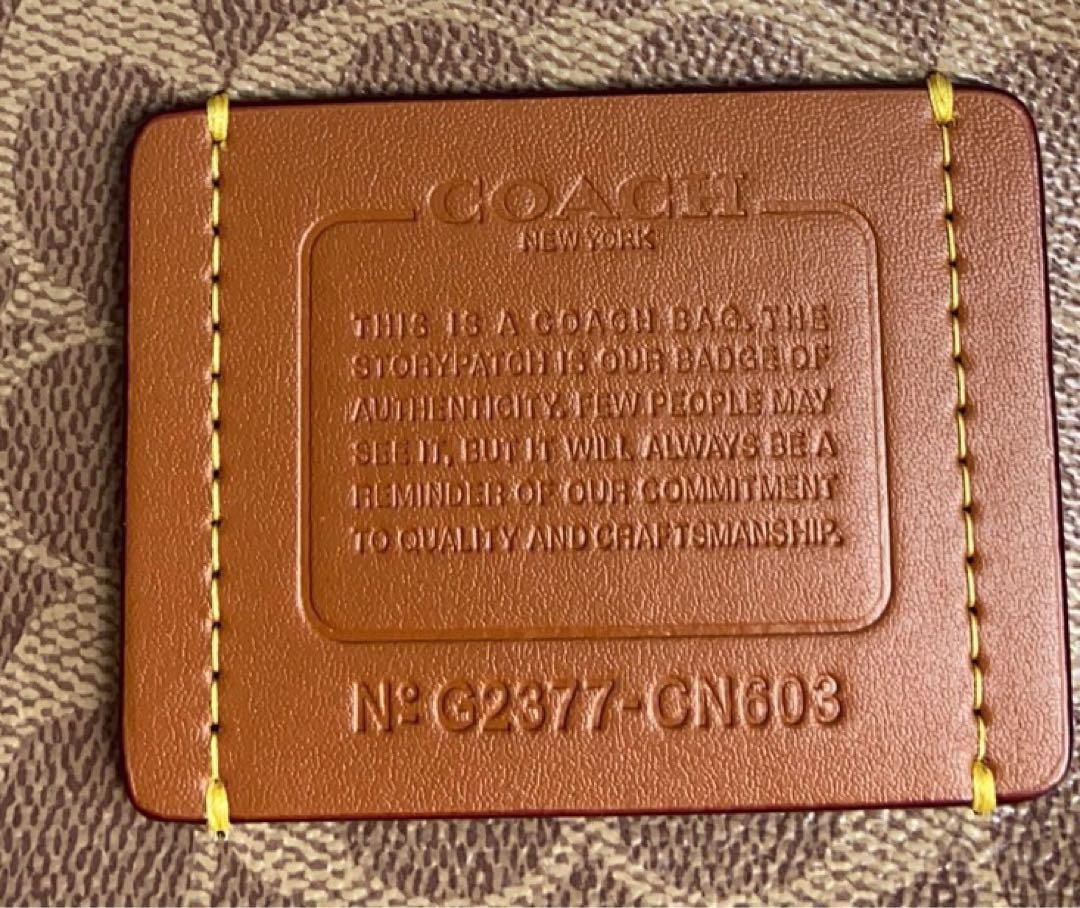 COACH
NEW YORK
THIS IS A COACH BAG. THE
STORYPATCH IS OUR BADGE OF
AUTHENTICITY. FEW PEOPLE MAY
SEE IT, BUT IT WILL ALWAYS BE A
REMINDER OF OUR COMMITMENT
TO QUALITY AND CRAFTSMANSHIP.
Nº G2377-CN603